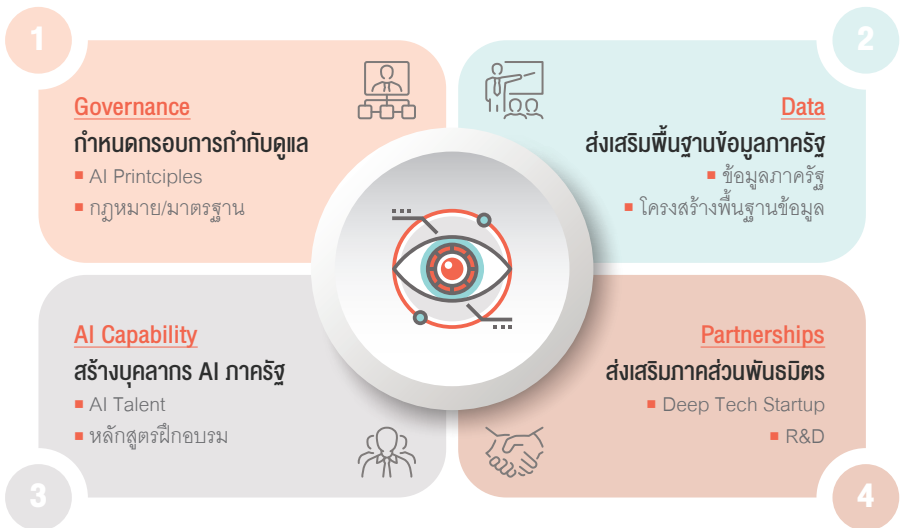 1
Governance
กำหนดกรอบการกำกับดูแล
▪ AI Printciples
▪ กฎหมาย/มาตรฐาน
2
Data
ส่งเสริมพื้นฐานข้อมูลภาครัฐ
▪ ข้อมูลภาครัฐ
▪ โครงสร้างพื้นฐานข้อมูล
3
AI Capability
สร้างบุคลากร AI ภาครัฐ
▪ AI Talent
▪ หลักสูตรฝึกอบรม
4
Partnerships
ส่งเสริมภาคส่วนพันธมิตร
▪ Deep Tech Startup
▪ R&D